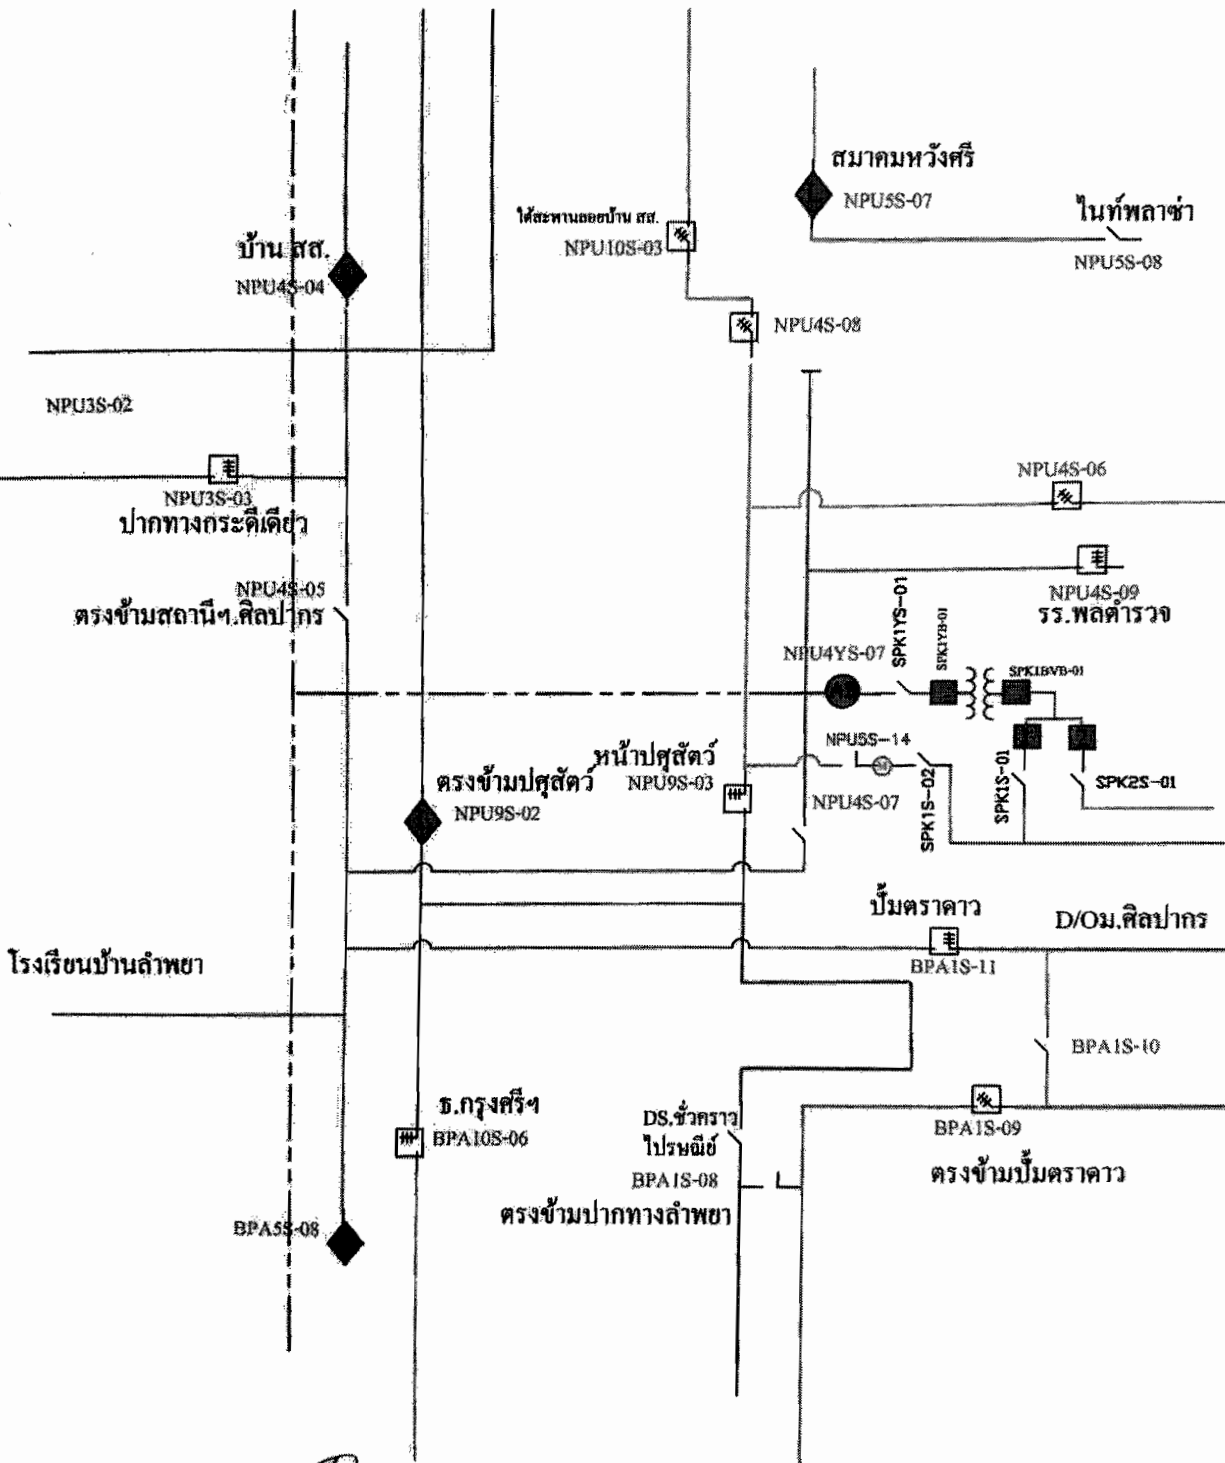 สมาคมหวังศรี
NPU5S-07
ใต้สะพานลอยบ้าน สส.
NPU10S-03
ไนท์พลาซ่า
NPU5S-08
บ้าน สส.
NPU4S-04
NPU4S-08
NPU3S-02
NPU4S-06
NPU3S-03
ปากทางกระดีเดียว
NPU4S-05
ตรงข้ามสถานีฯ.ศิลปากร
NPU4S-09
รร.พลตำรวจ
NPU4YS-07
SPK1YS-01
SPK1YB-01
SPK1BVB-01
หน้าปศุสัตว์
NPU9S-03
NPU5S-14
ตรงข้ามปศุสัตว์
NPU9S-02
NPU4S-07
SPK1S-02
SPK1S-01
SPK2S-01
ปั๊มตราดาว
D/Oม.ศิลปากร
BPA1S-11
โรงเรียนบ้านลำพยา
BPA1S-10
ธ.กรุงศรีฯ
BPA10S-06
DS.ชั่วคราว
ไปรษณีย์
BPA1S-08
ตรงข้ามปากทางลำพยา
BPA1S-09
ตรงข้ามปั๊มตราดาว
BPA5S-08